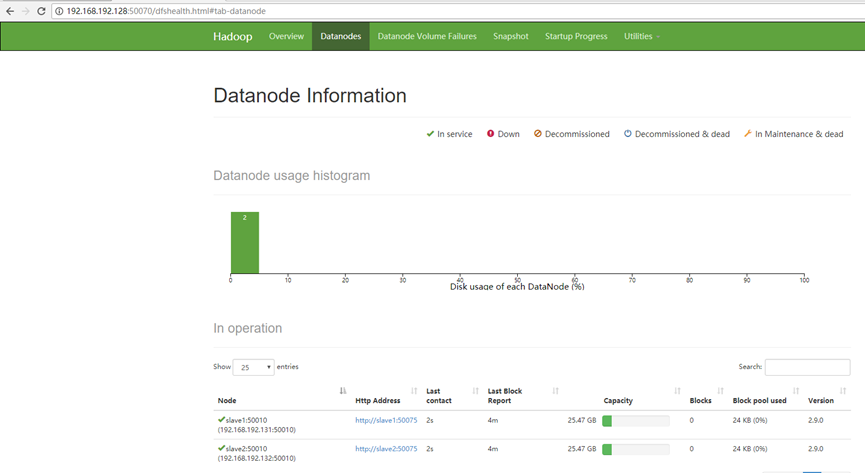 192.168.192.128:50070/dfshealth.html#tab-datanode
Hadoop Overview Datanodes Datanode Volume Failures Snapshot Startup Progress Utilities
Datanode Information
In service Down Decommissioned Decommissioned & dead In Maintenance & dead
Datanode usage histogram
2
0 10 20 30 40 50 60 70 80 90 100
Disk usage of each DataNode (%)
In operation
Show 25 entries Search:
Node Http Address Last contact Last Block Report Capacity Blocks Block pool used Version
slave1:50010 http://slave1:50075 2s 4m 25.47 GB 0 24 KB (0%) 2.9.0
(192.168.192.131:50010)
slave2:50010 http://slave2:50075 2s 4m 25.47 GB 0 24 KB (0%) 2.9.0
(192.168.192.132:50010)